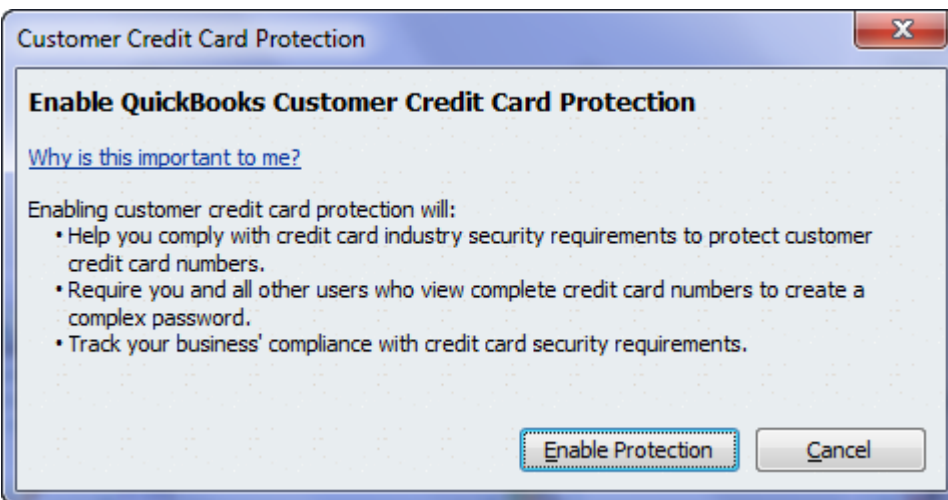 Customer Credit Card Protection
Enable QuickBooks Customer Credit Card Protection
Why is this important to me?
Enabling customer credit card protection will:
• Help you comply with credit card industry security requirements to protect customer
credit card numbers.
• Require you and all other users who view complete credit card numbers to create a
complex password.
• Track your business' compliance with credit card security requirements.
Enable Protection Cancel